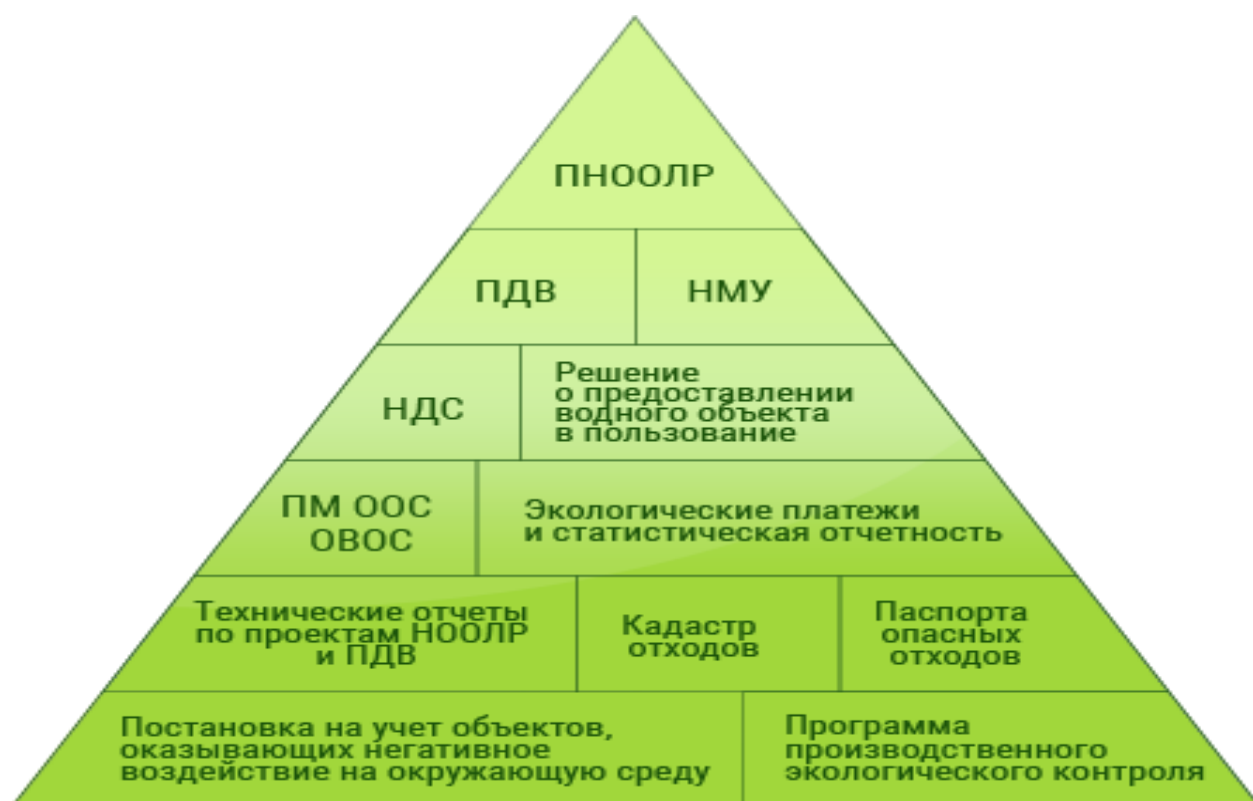 ПНООЛР
ПДВ
НМУ
НДС
Решение
о предоставлении
водного объекта
в пользование
ПМ ООС
ОВОС
Экологические платежи
и статистическая отчетность
Технические отчеты
по проектам НООЛР
и ПДВ
Кадастр
отходов
Паспорта
опасных
отходов
Постановка на учет объектов,
оказывающих негативное
воздействие на окружающую среду
Программа
производственного
экологического контроля